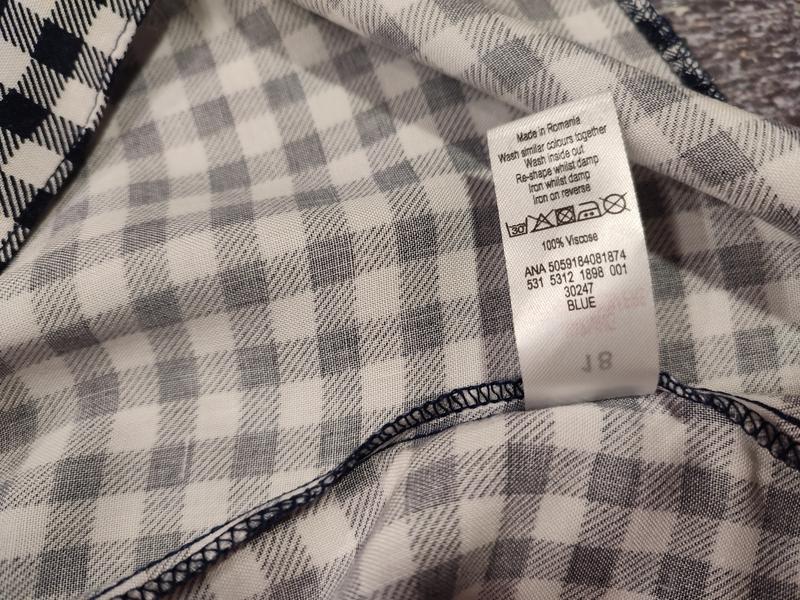 Made in Romania
Wash similar colours together
Wash inside out
Re-shape whilst damp
Iron whilst damp
Iron on reverse
30°
100% Viscose
ANA 5059184081874
531 5312 1898 001
30247
BLUE
18